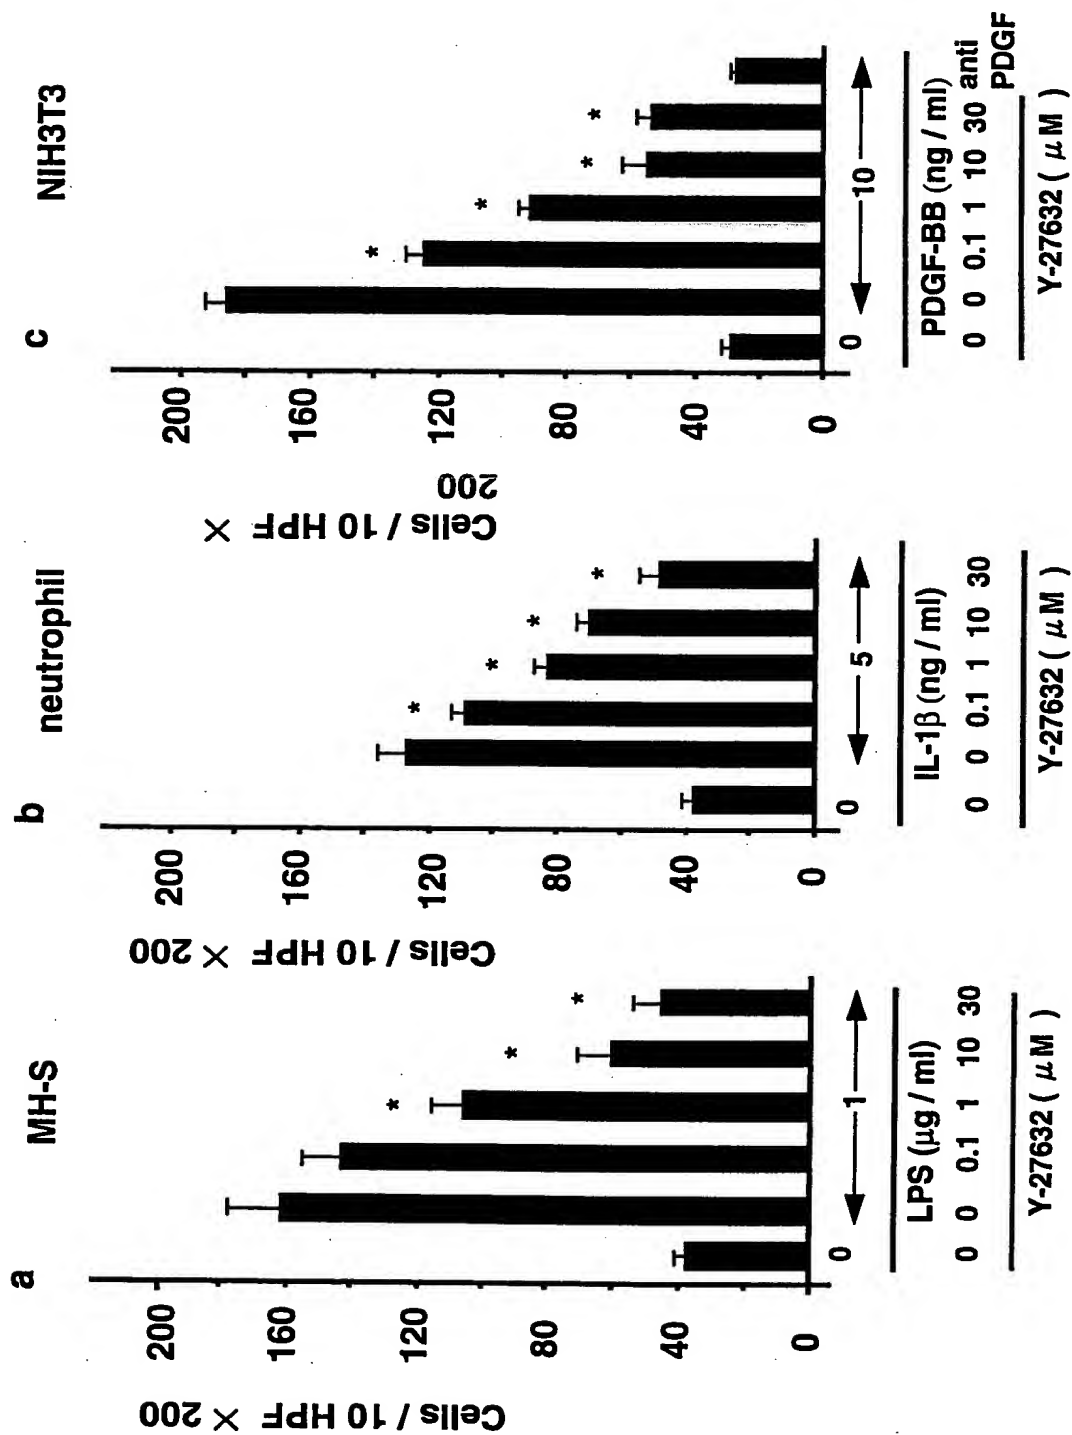 a
MH-S
Cells / 10 HPF × 200
200
160
120
80
40
0
0
1
LPS (μg / ml)
0 0 0.1 1 10 30
Y-27632 ( μM )
b
neutrophil
Cells / 10 HPF × 200
200
160
120
80
40
0
* * * *
0
5
IL-1β (ng / ml)
0 0 0.1 1 10 30
Y-27632 ( μM )
c
NIH3T3
Cells / 10 HPF ×
200
200
160
120
80
40
0
* * * *
0
10
PDGF-BB (ng / ml)
0 0 0.1 1 10 30 anti
PDGF
Y-27632 ( μM )